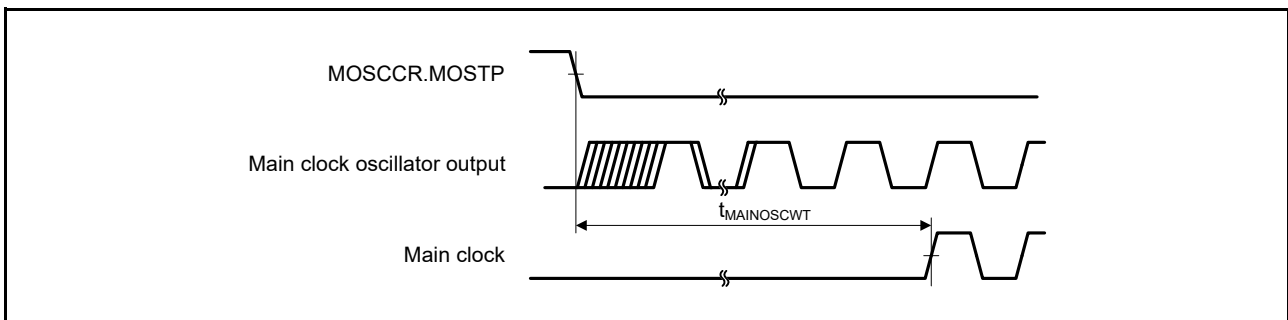 MOSCCR.MOSTP
Main clock oscillator output
tMAINOSCWT
Main clock